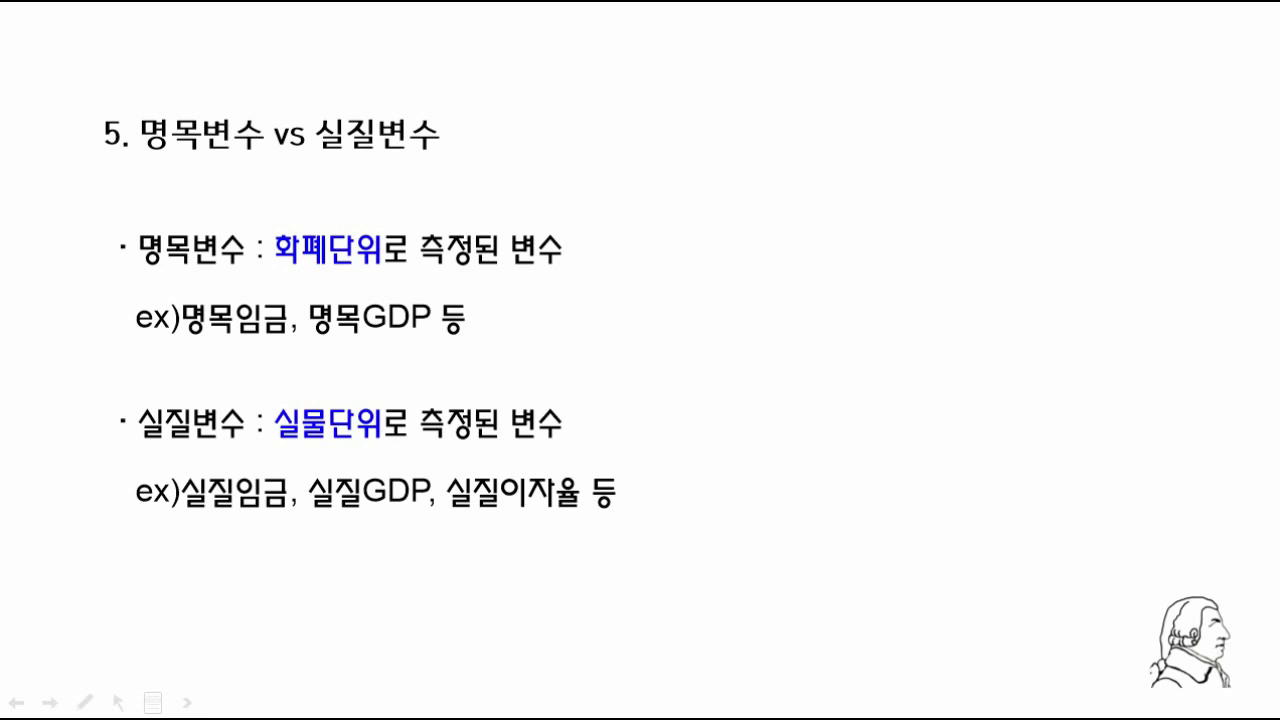 5. 명목변수 vs 실질변수
· 명목변수 : 화폐단위로 측정된 변수
ex)명목임금, 명목GDP 등
· 실질변수 : 실물단위로 측정된 변수
ex)실질임금, 실질GDP, 실질이자율 등